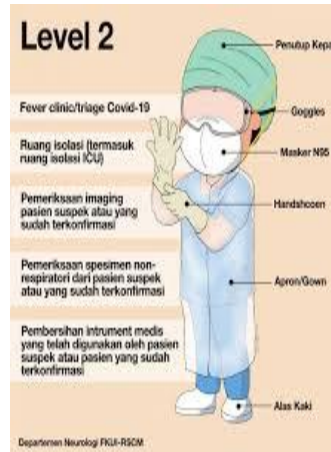 Level 2
Penutup Kepa
Fever clinic/triage Covid-19
Goggles
Ruang isolasi (termasuk
ruang isolasi ICU)
Masker N95
Pemeriksaan imaging
pasien suspek atau yang
sudah terkonfirmasi
Handshcoen
Pemeriksaan spesimen non-
respiratori dari pasien suspek
atau yang sudah terkonfirmasi
Apron/Gown
Pembersihan intrument medis
yang telah digunakan oleh pasien
suspek atau pasien yang sudah
terkonfirmasi
Alas Kaki
Departemen Neurologi FKUI-RSCM